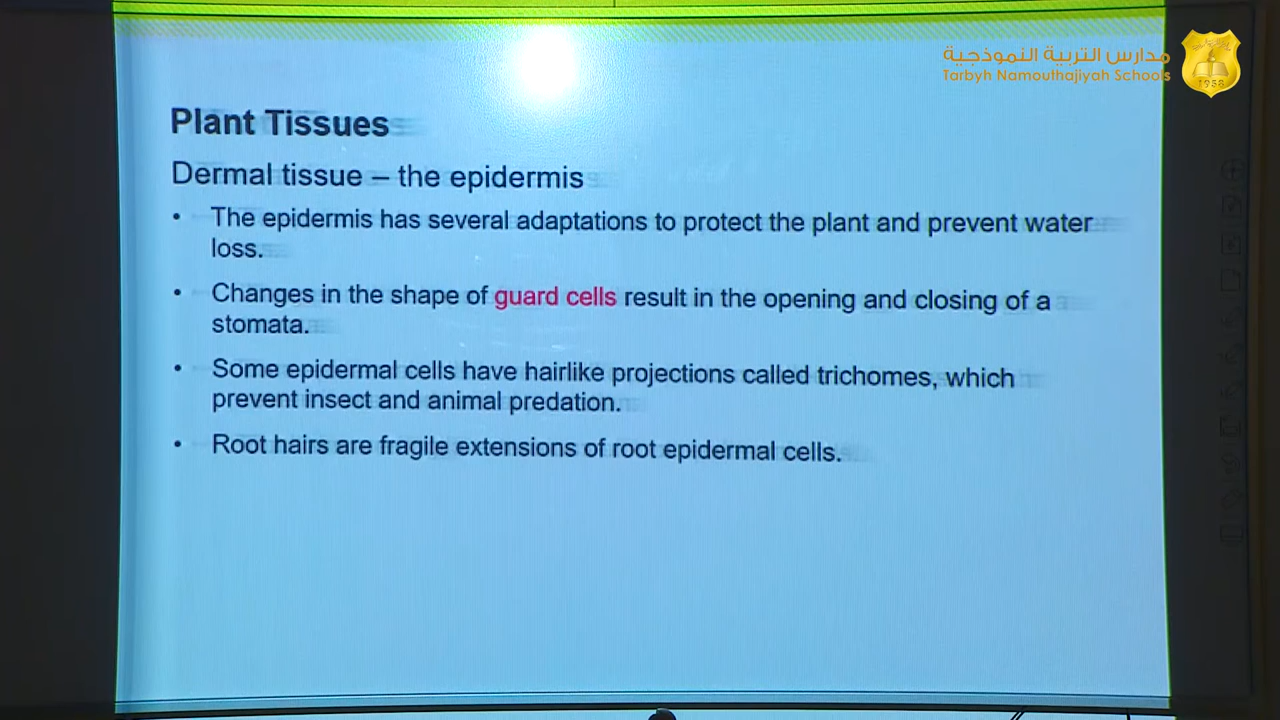 مدارس التربية النموذجية
Tarbyh Namouthajiyah Schools
1958
Plant Tissues
Dermal tissue – the epidermis
• The epidermis has several adaptations to protect the plant and prevent water
loss.
• Changes in the shape of guard cells result in the opening and closing of a
stomata.
• Some epidermal cells have hairlike projections called trichomes, which
prevent insect and animal predation.
• Root hairs are fragile extensions of root epidermal cells.